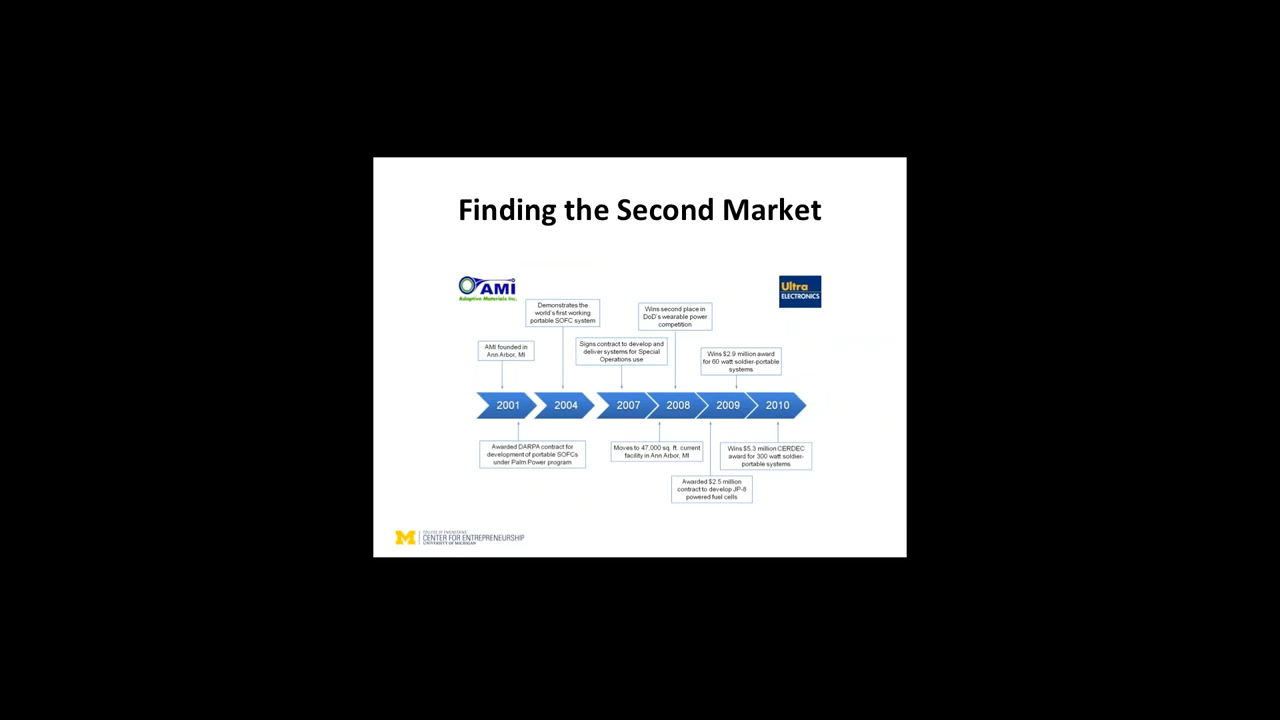 Finding the Second Market
AMI
Adaptive Materials Inc.
Ultra
ELECTRONICS
Demonstrates the
world's first working
portable SOFC system
Wins second place in
DoD's wearable power
competition
AMI founded in
Ann Arbor, MI
Signs contract to develop and
deliver systems for Special
Operations use
Wins $2.9 million award
for 60 watt soldier-portable
systems
2001
2004
2007
2008
2009
2010
Awarded DARPA contract for
development of portable SOFCs
under Palm Power program
Moves to 47,000 sq. ft. current
facility in Ann Arbor, MI
Wins $5.3 million CERDEC
award for 300 watt soldier-
portable systems
Awarded $2.5 million
contract to develop JP-8
powered fuel cells
M
COLLEGE OF ENGINEERING
CENTER FOR ENTREPRENEURSHIP
UNIVERSITY OF MICHIGAN